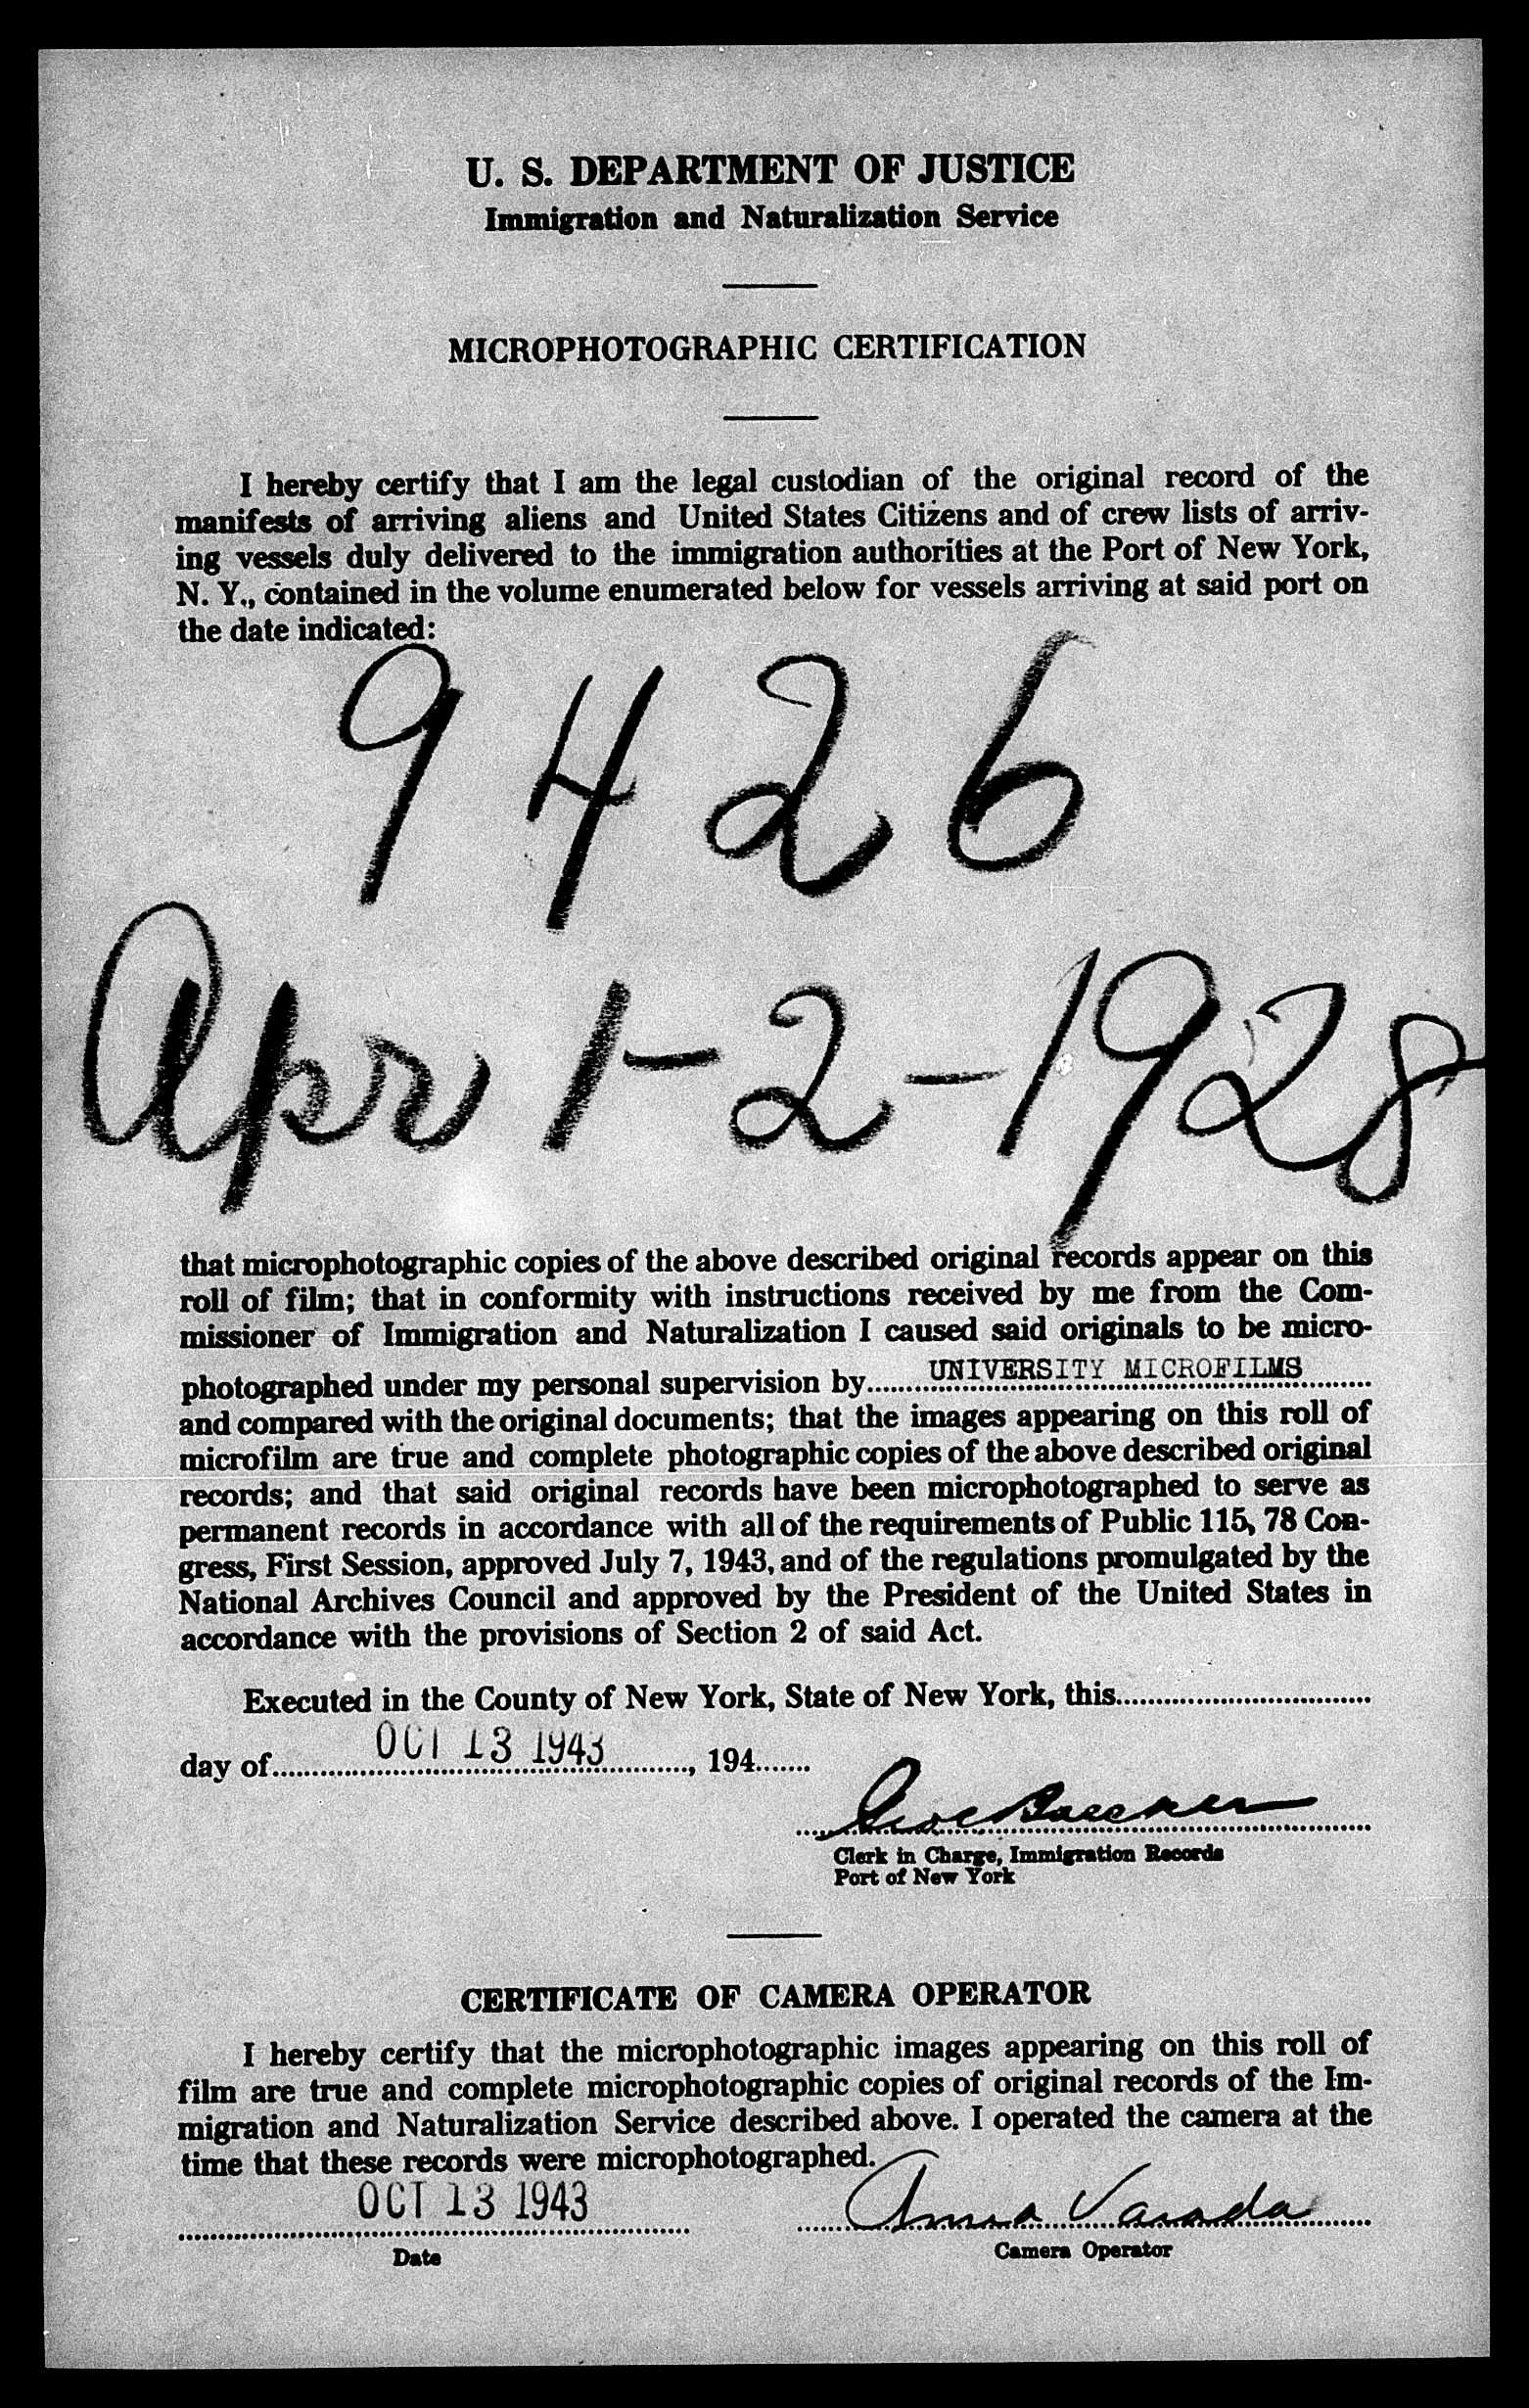 U. S. DEPARTMENT OF JUSTICE
Immigration and Naturalization Service
MICROPHOTOGRAPHIC CERTIFICATION
I hereby certify that I am the legal custodian of the original record of the
manifests of arriving aliens and United States Citizens and of crew lists of arriv-
ing vessels duly delivered to the immigration authorities at the Port of New York,
N. Y., contained in the volume enumerated below for vessels arriving at said port on
the date indicated:
9426
Apr 1-2-1928
that microphotographic copies of the above described original records appear on this
roll of film; that in conformity with instructions received by me from the Com-
missioner of Immigration and Naturalization I caused said originals to be micro-
photographed under my personal supervision by UNIVERSITY MICROFILMS
and compared with the original documents; that the images appearing on this roll of
microfilm are true and complete photographic copies of the above described original
records; and that said original records have been microphotographed to serve as
permanent records in accordance with all of the requirements of Public 115, 78 Con-
gress, First Session, approved July 7, 1943, and of the regulations promulgated by the
National Archives Council and approved by the President of the United States in
accordance with the provisions of Section 2 of said Act.
Executed in the County of New York, State of New York, this
day of OCT 13 1943, 194
Clerk in Charge, Immigration Records
Port of New York
CERTIFICATE OF CAMERA OPERATOR
I hereby certify that the microphotographic images appearing on this roll of
film are true and complete microphotographic copies of original records of the Im-
migration and Naturalization Service described above. I operated the camera at the
time that these records were microphotographed.
OCT 13 1943 Anna
Date Camera Operator